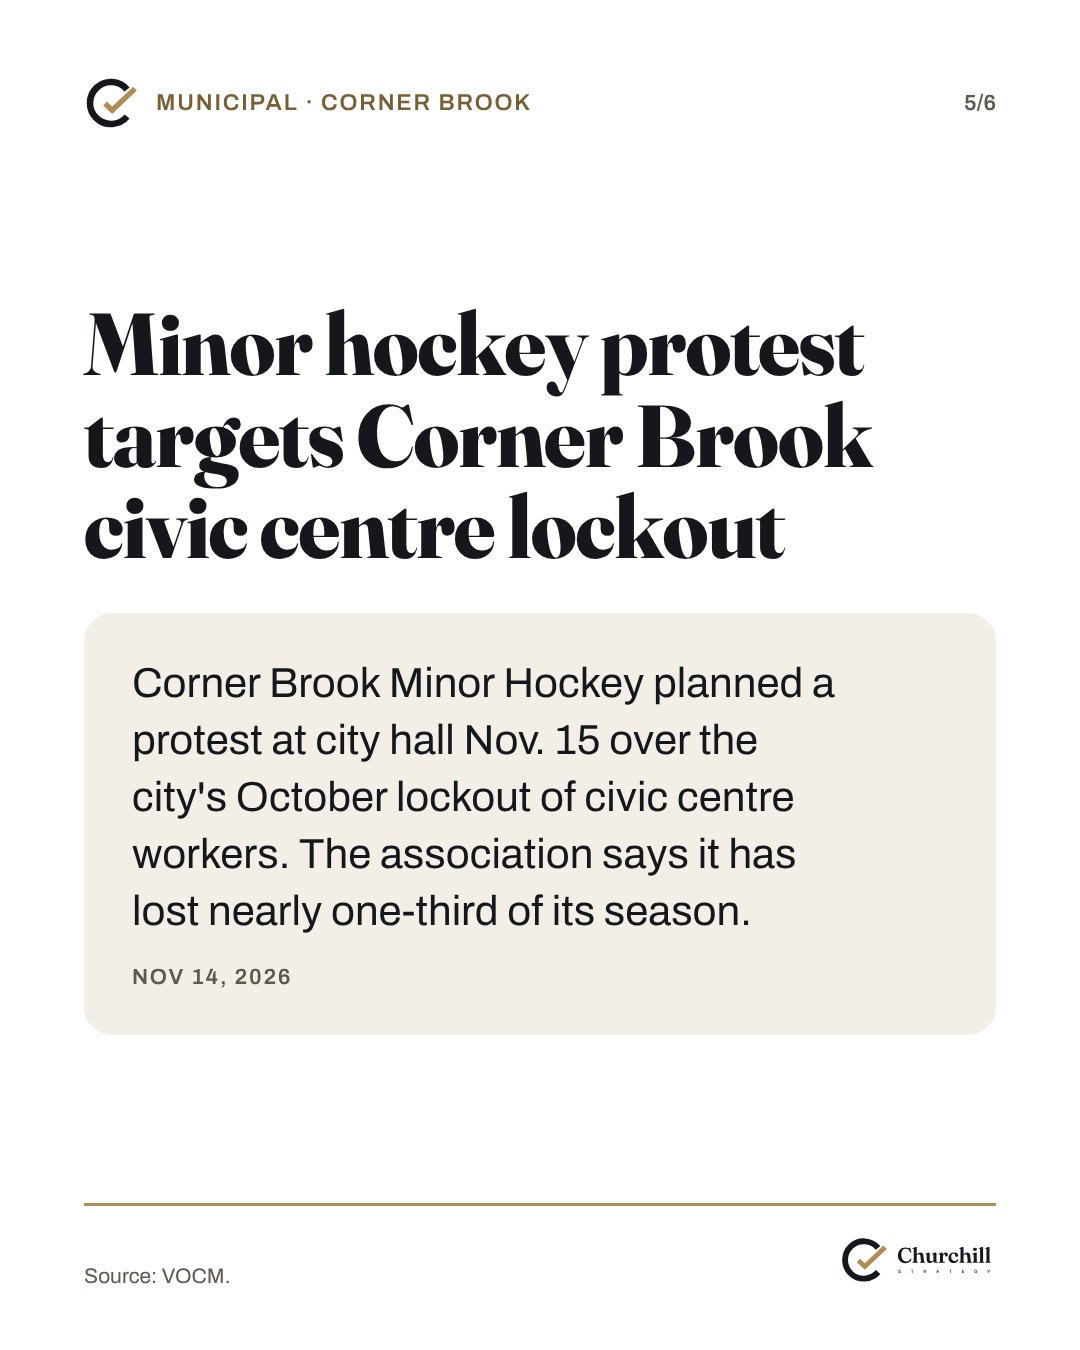 MUNICIPAL · CORNER BROOK
5/6
Minor hockey protest
targets Corner Brook
civic centre lockout
Corner Brook Minor Hockey planned a
protest at city hall Nov. 15 over the
city's October lockout of civic centre
workers. The association says it has
lost nearly one-third of its season.
NOV 14, 2026
Source: VOCM.
Churchill
STRATEGY